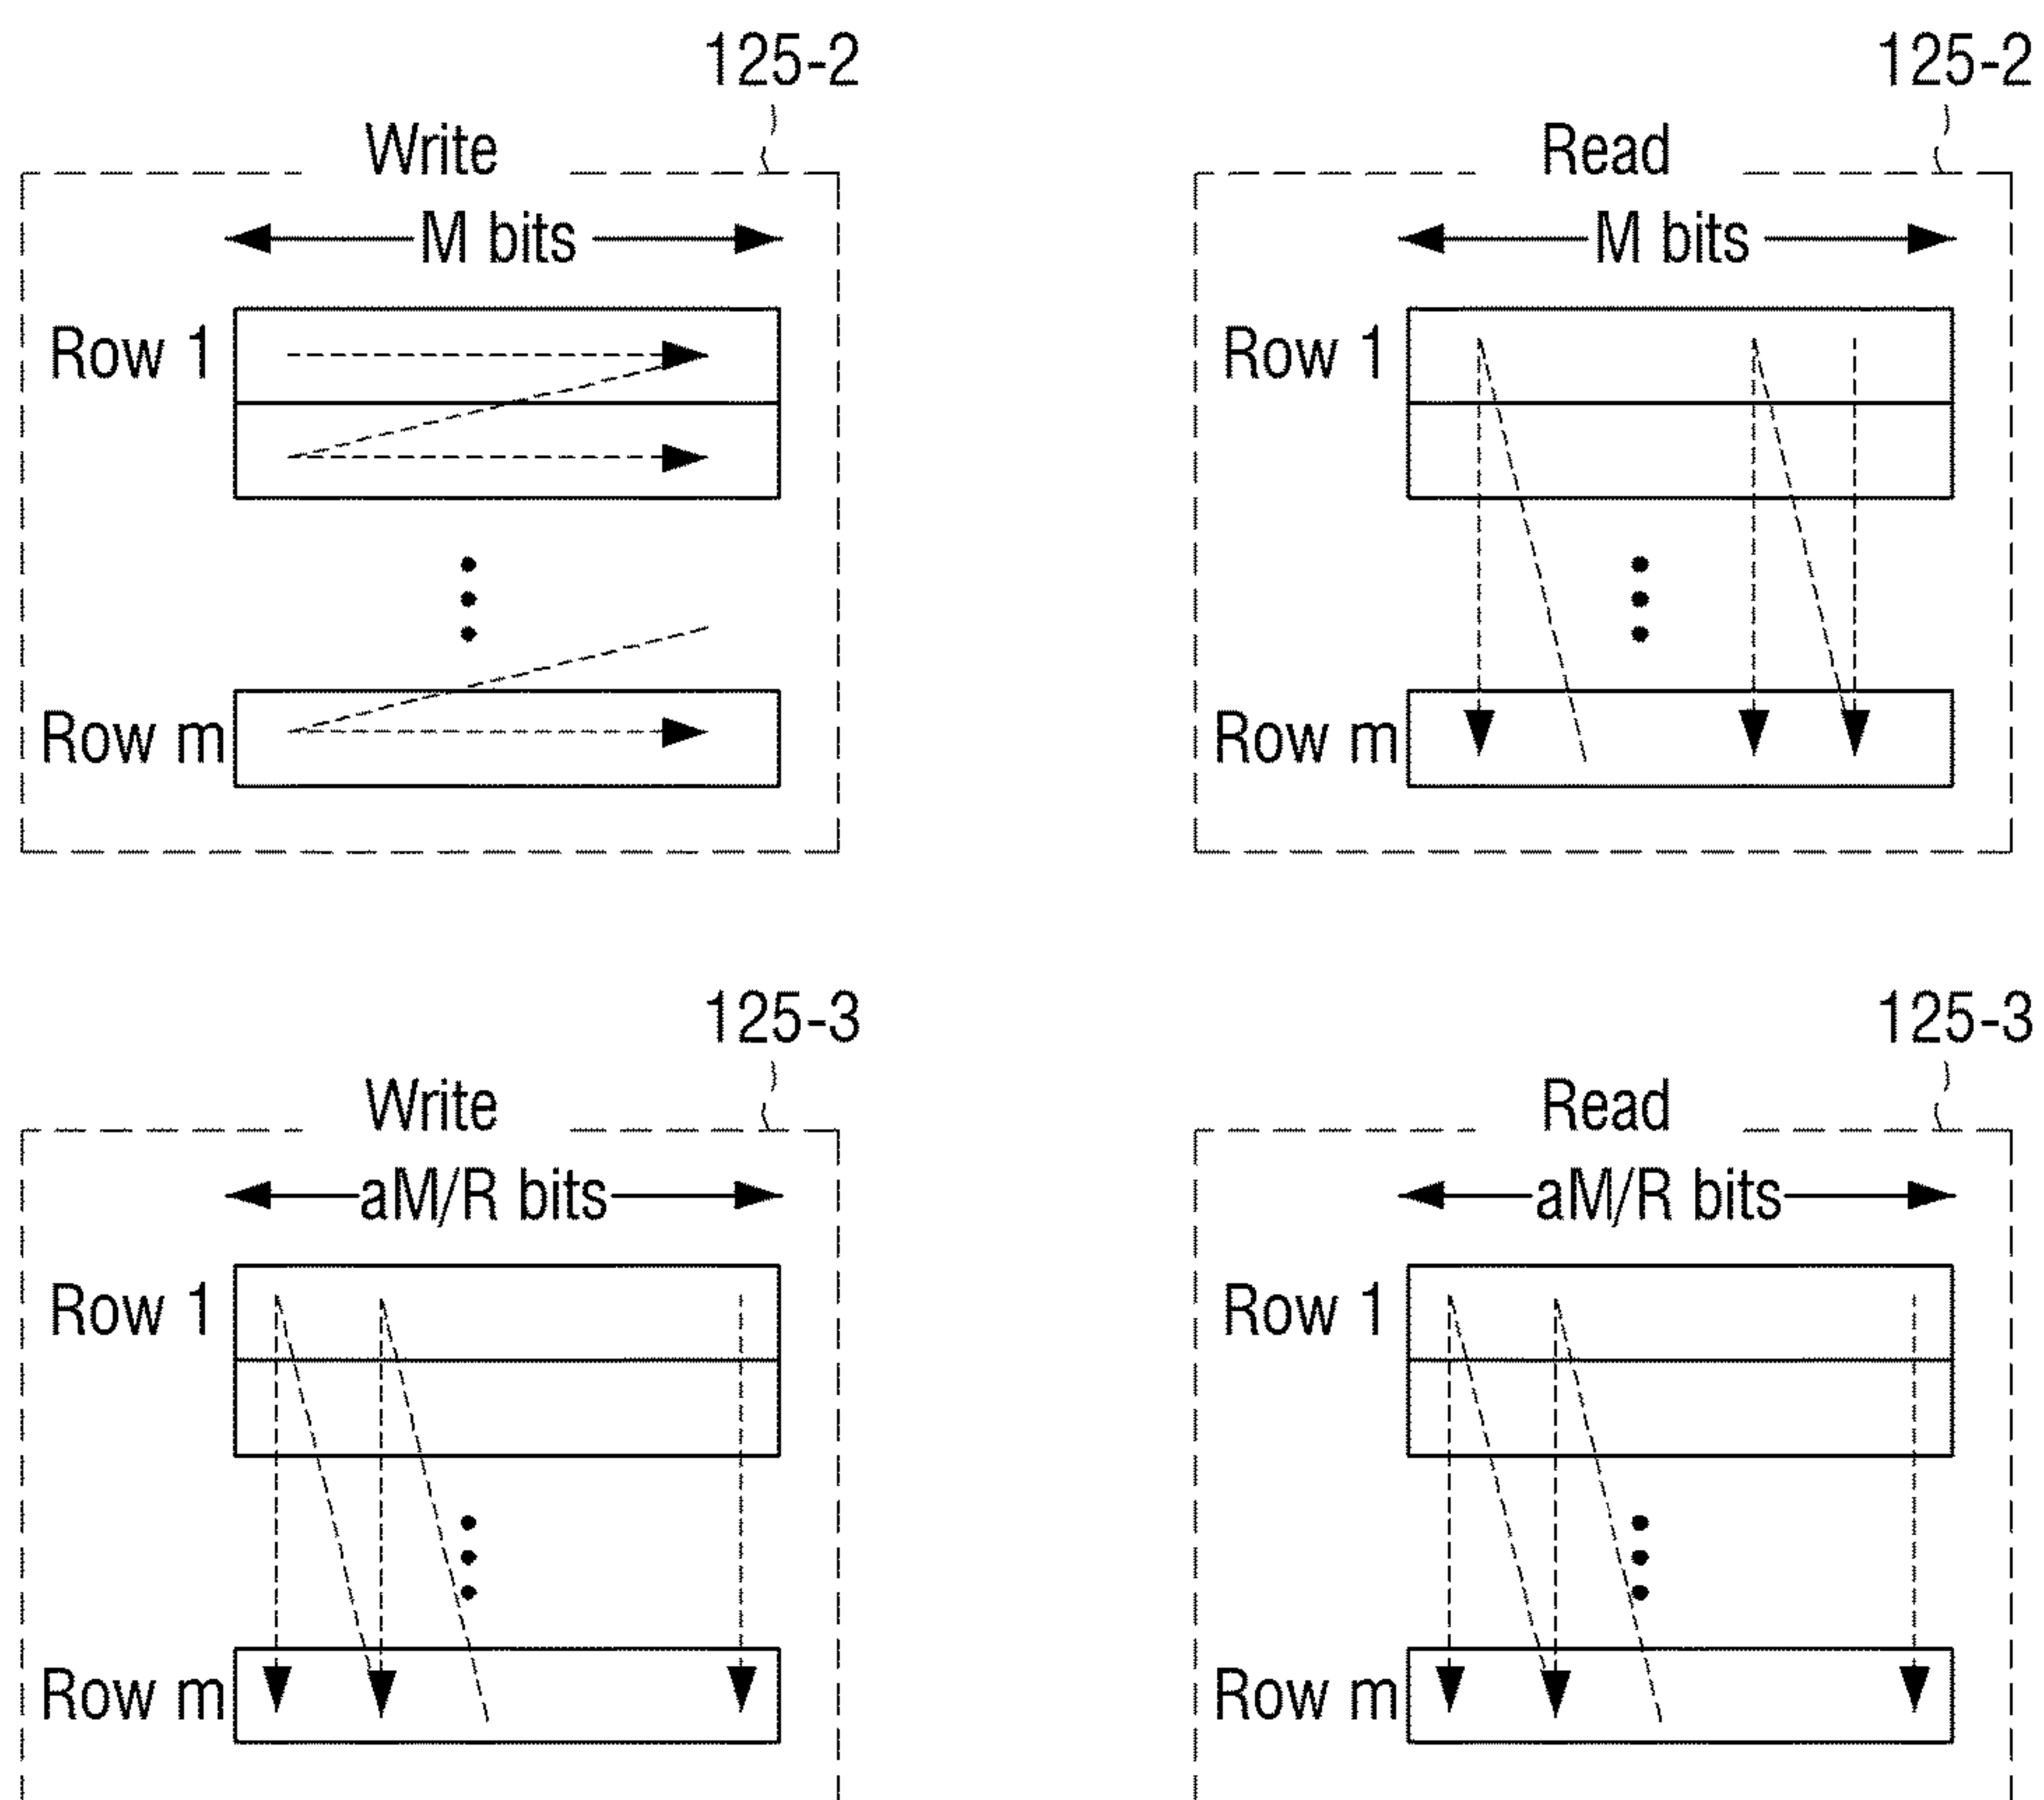 125-2
Write
M bits
Row 1
Row m
125-2
Read
M bits
Row 1
Row m
125-3
Write
aM/R bits
Row 1
Row m
125-3
Read
aM/R bits
Row 1
Row m